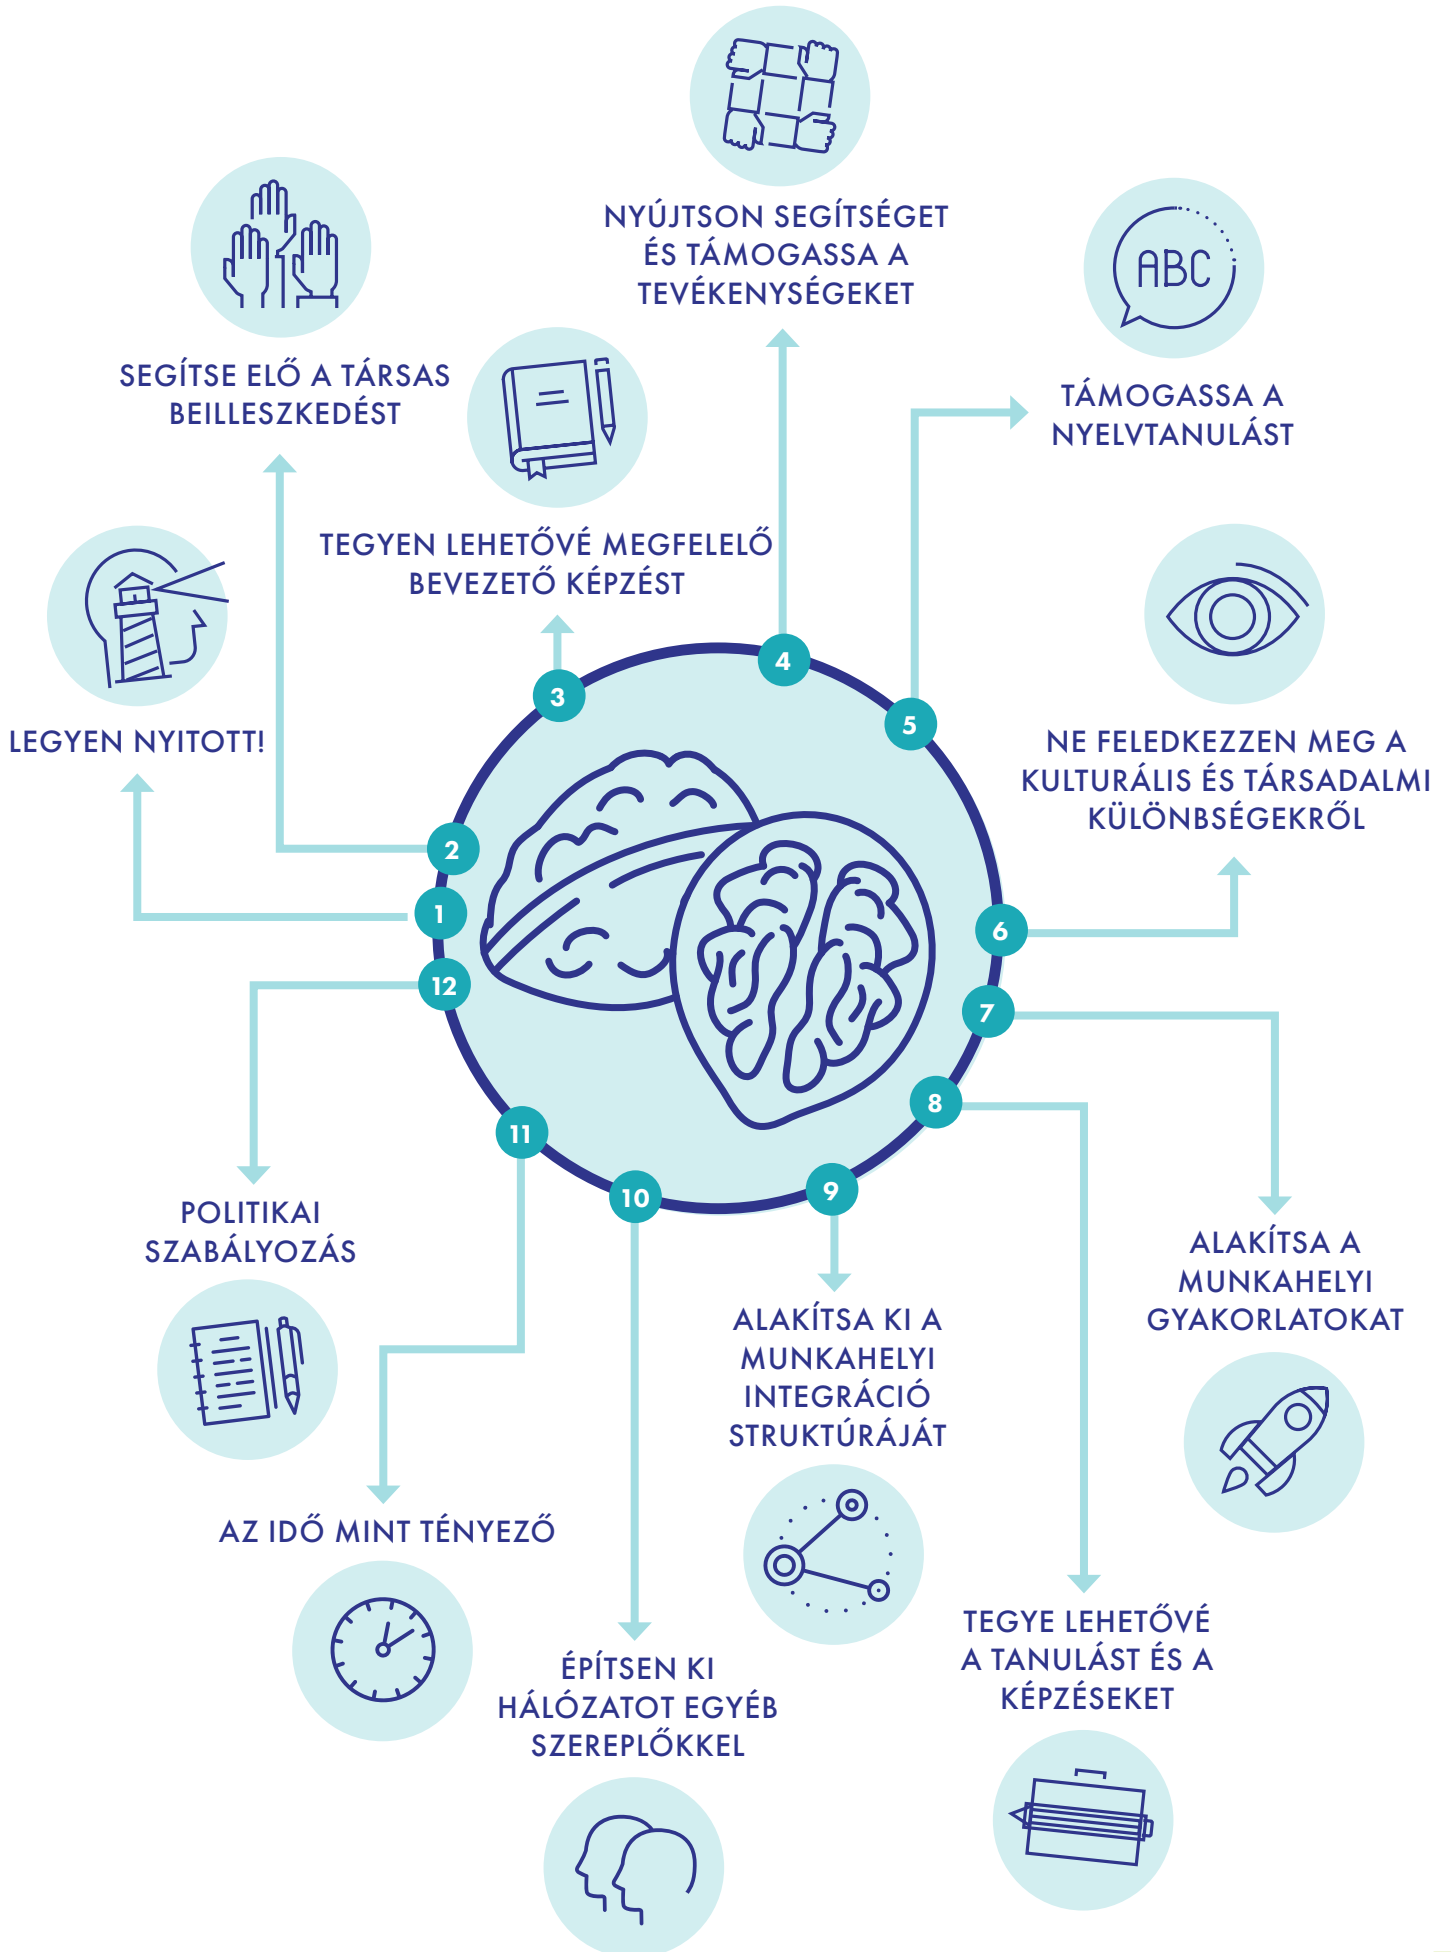 NYÚJTSON SEGÍTSÉGET
ÉS TÁMOGASSA A
TEVÉKENYSÉGEKET
ABC
SEGÍTSE ELŐ A TÁRSAS
BEILLESZKEDÉST
TÁMOGASSA A
NYELVTANULÁST
TEGYEN LEHETŐVÉ MEGFELELŐ
BEVEZETŐ KÉPZÉST
LEGYEN NYITOTT!
NE FELEDKEZZEN MEG A
KULTURÁLIS ÉS TÁRSADALMI
KÜLÖNBSÉGEKRŐL
4
3
5
2
1
6
12
7
8
11
9
10
POLITIKAI
SZABÁLYOZÁS
ALAKÍTSA A
MUNKAHELYI
GYAKORLATOKAT
ALAKÍTSA KI A
MUNKAHELYI
INTEGRÁCIÓ
STRUKTÚRÁJÁT
AZ IDŐ MINT TÉNYEZŐ
TEGYE LEHETŐVÉ
A TANULÁST ÉS A
KÉPZÉSEKET
ÉPÍTSEN KI
HÁLÓZATOT EGYÉB
SZEREPLŐKKEL